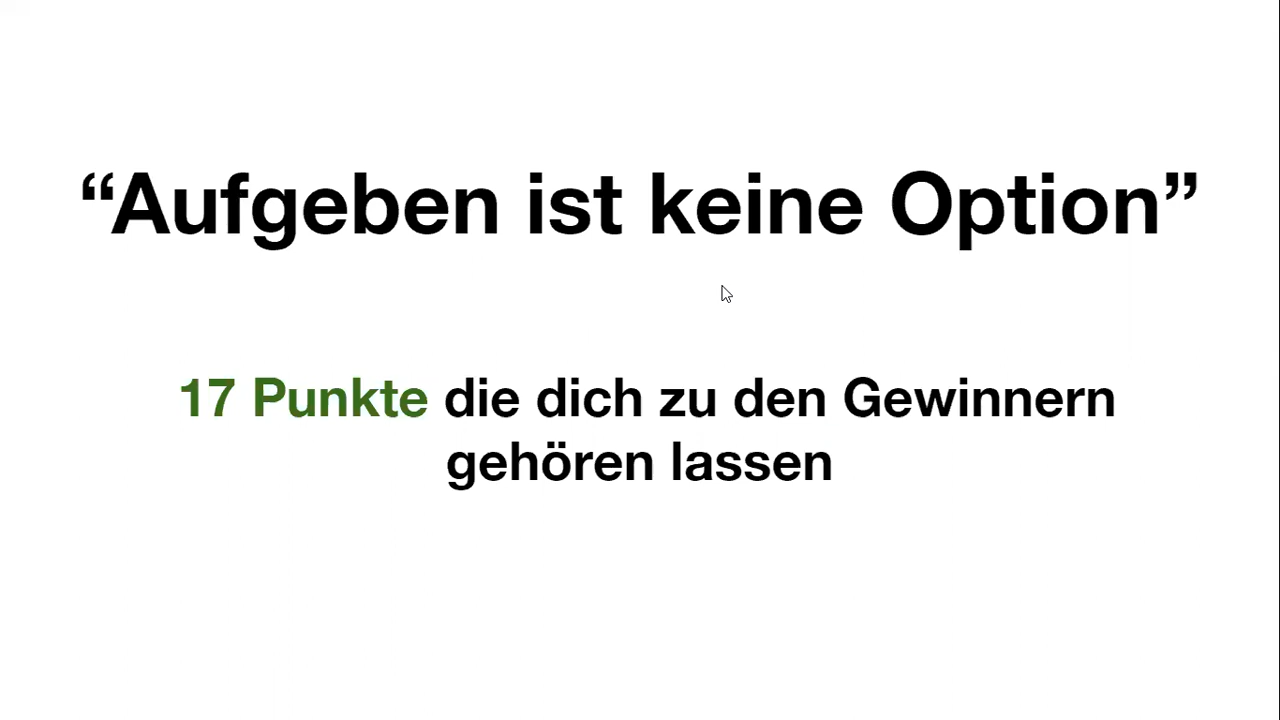 “Aufgeben ist keine Option”
17 Punkte die dich zu den Gewinnern
gehören lassen